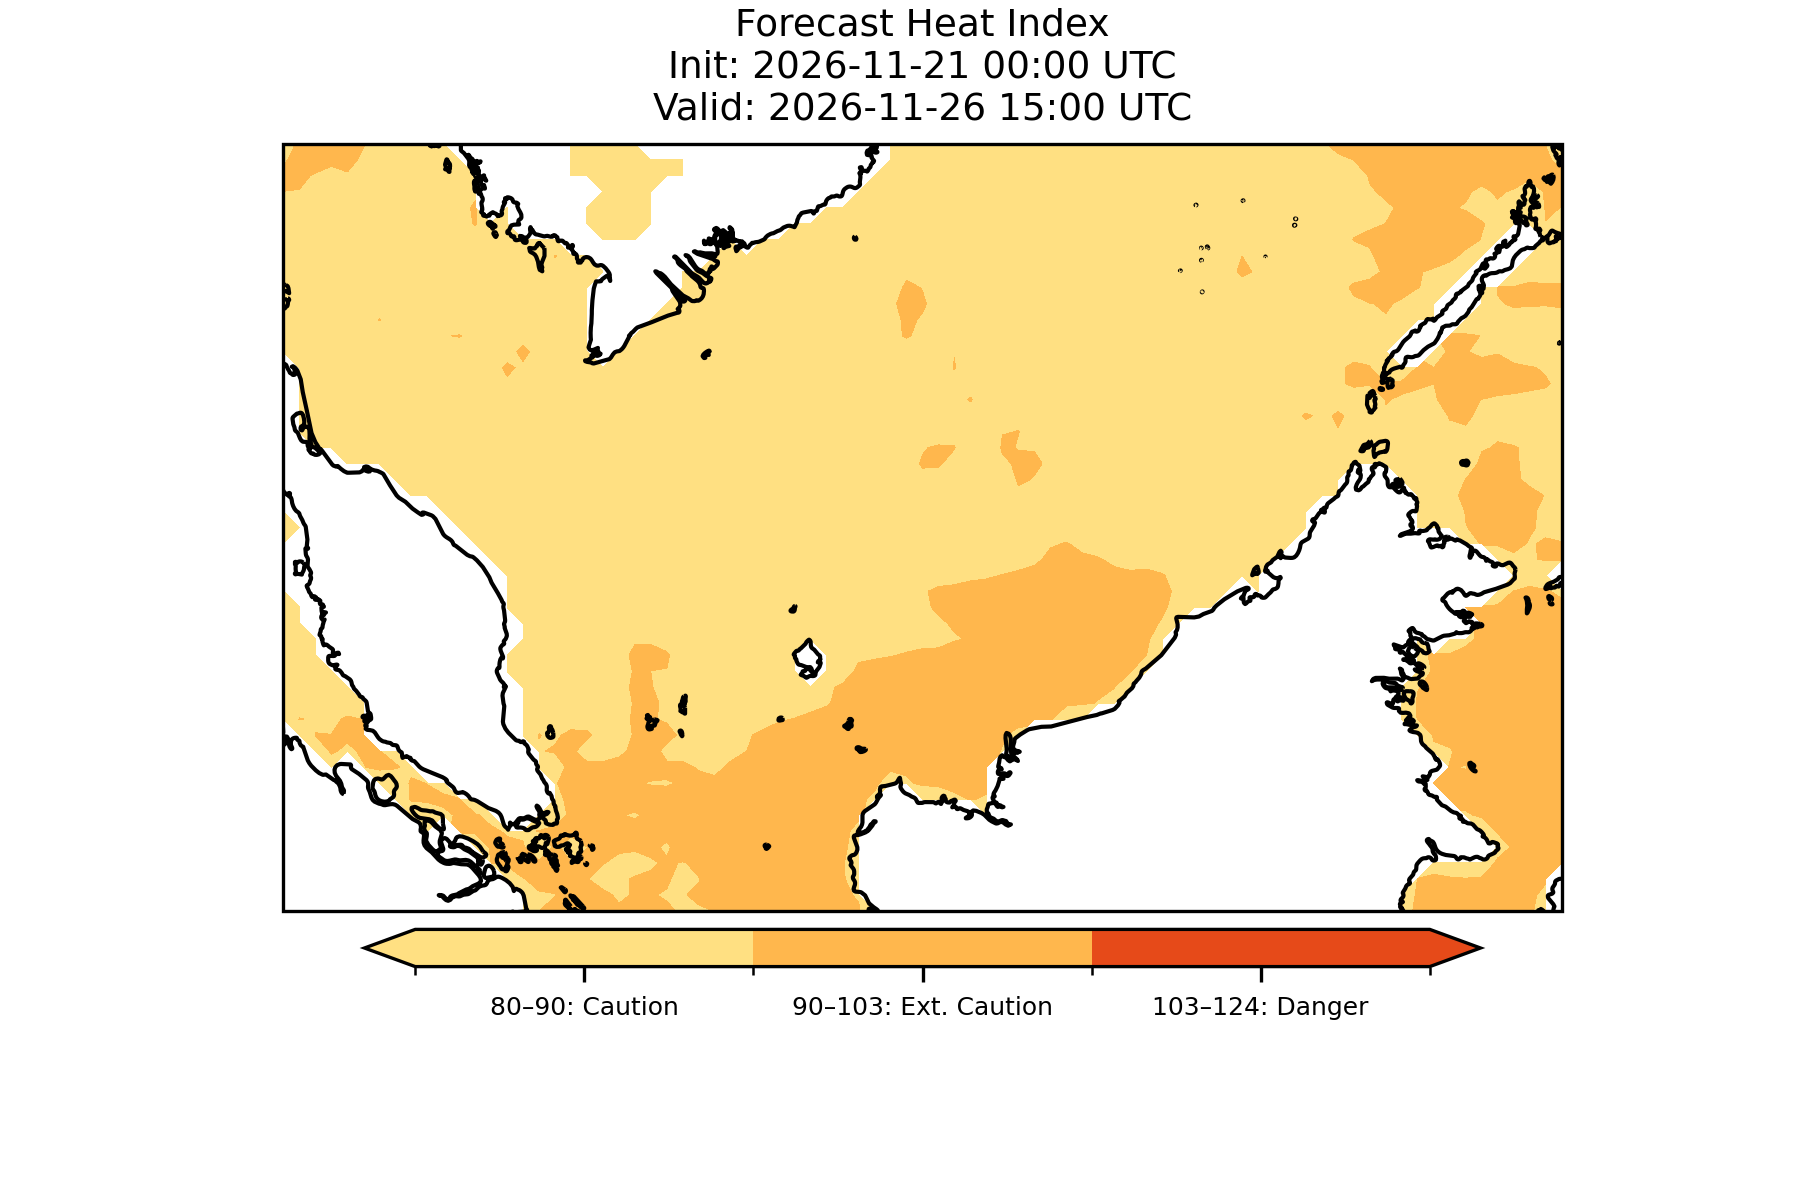 Forecast Heat Index
Init: 2026-11-21 00:00 UTC
Valid: 2026-11-26 15:00 UTC
80–90: Caution
90–103: Ext. Caution
103–124: Danger